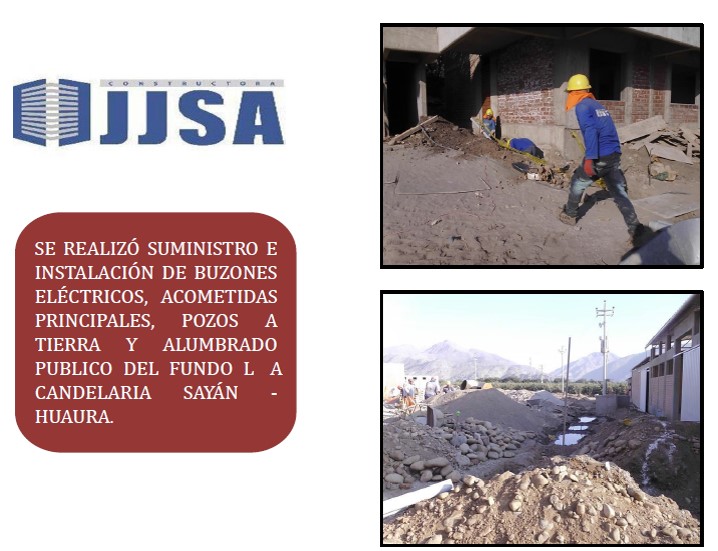 CONSTRUCTORA
JJSA
SE REALIZÓ SUMINISTRO E
INSTALACIÓN DE BUZONES
ELÉCTRICOS, ACOMETIDAS
PRINCIPALES, POZOS A
TIERRA Y ALUMBRADO
PUBLICO DEL FUNDO L A
CANDELARIA SAYÁN -
HUAURA.